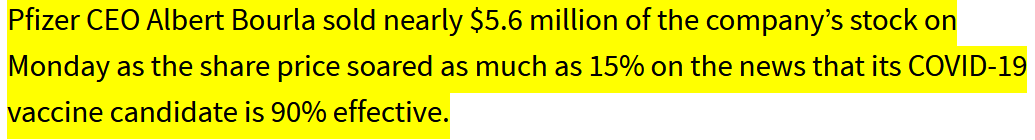 Pfizer CEO Albert Bourla sold nearly $5.6 million of the company’s stock on
Monday as the share price soared as much as 15% on the news that its COVID-19
vaccine candidate is 90% effective.